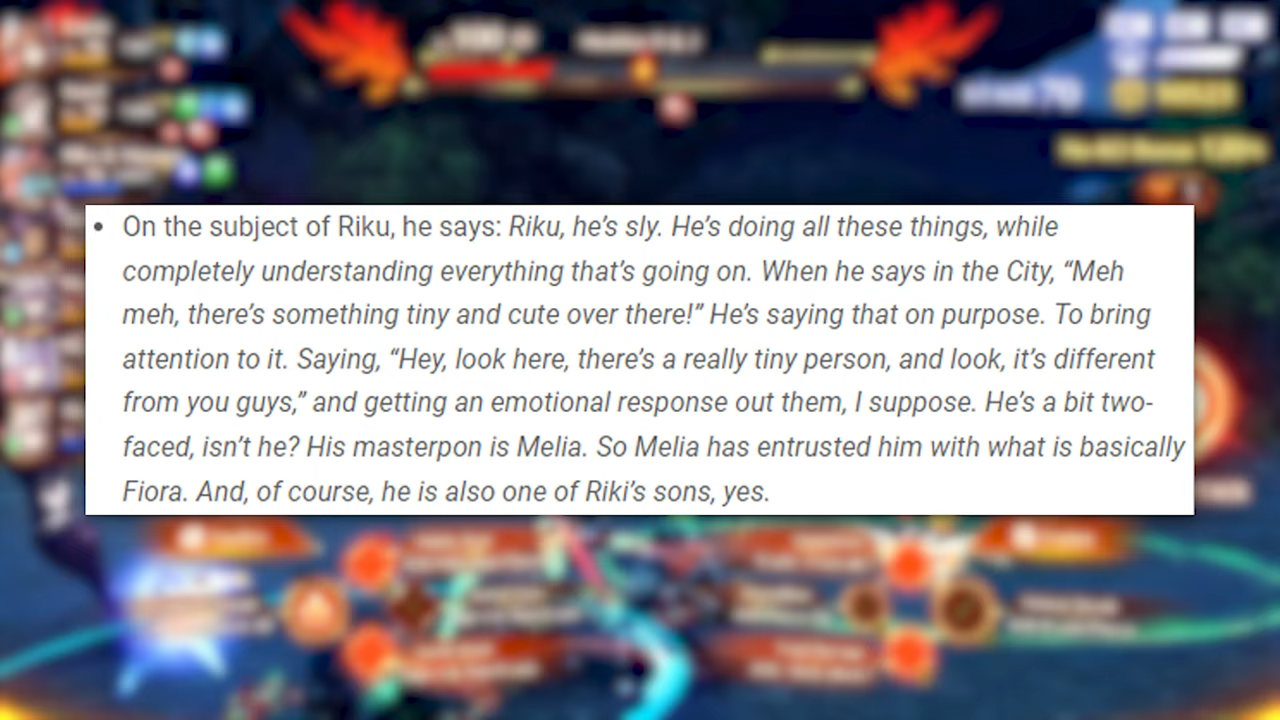 • On the subject of Riku, he says: Riku, he’s sly. He’s doing all these things, while
completely understanding everything that’s going on. When he says in the City, “Meh
meh, there’s something tiny and cute over there!” He’s saying that on purpose. To bring
attention to it. Saying, “Hey, look here, there’s a really tiny person, and look, it’s different
from you guys,” and getting an emotional response out them, I suppose. He’s a bit two-
faced, isn’t he? His masterpon is Melia. So Melia has entrusted him with what is basically
Fiora. And, of course, he is also one of Riki’s sons, yes.